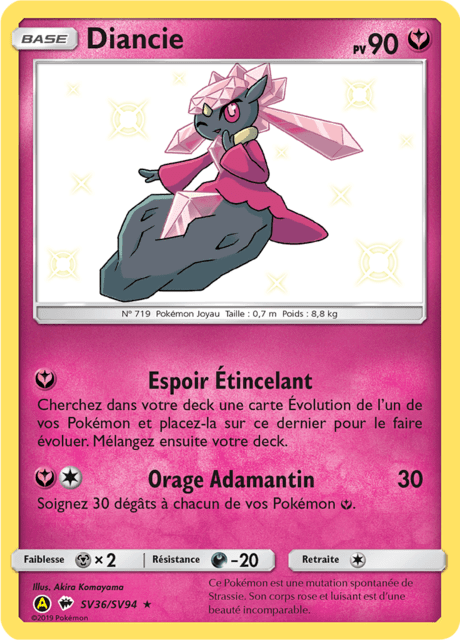 BASE Diancie PV 90
N° 719 Pokémon Joyau Taille : 0,7 m Poids : 8,8 kg
Espoir Étincelant
Cherchez dans votre deck une carte Évolution de l'un de
vos Pokémon et placez-la sur ce dernier pour le faire
évoluer. Mélangez ensuite votre deck.
Orage Adamantin 30
Soignez 30 dégâts à chacun de vos Pokémon .
Faiblesse × 2 Résistance -20 Retraite
Illus. Akira Komayama
A SV36/SV94
©2019 Pokémon
Ce Pokémon est une mutation spontanée de
Strassie. Son corps rose et luisant est d'une
beauté incomparable.